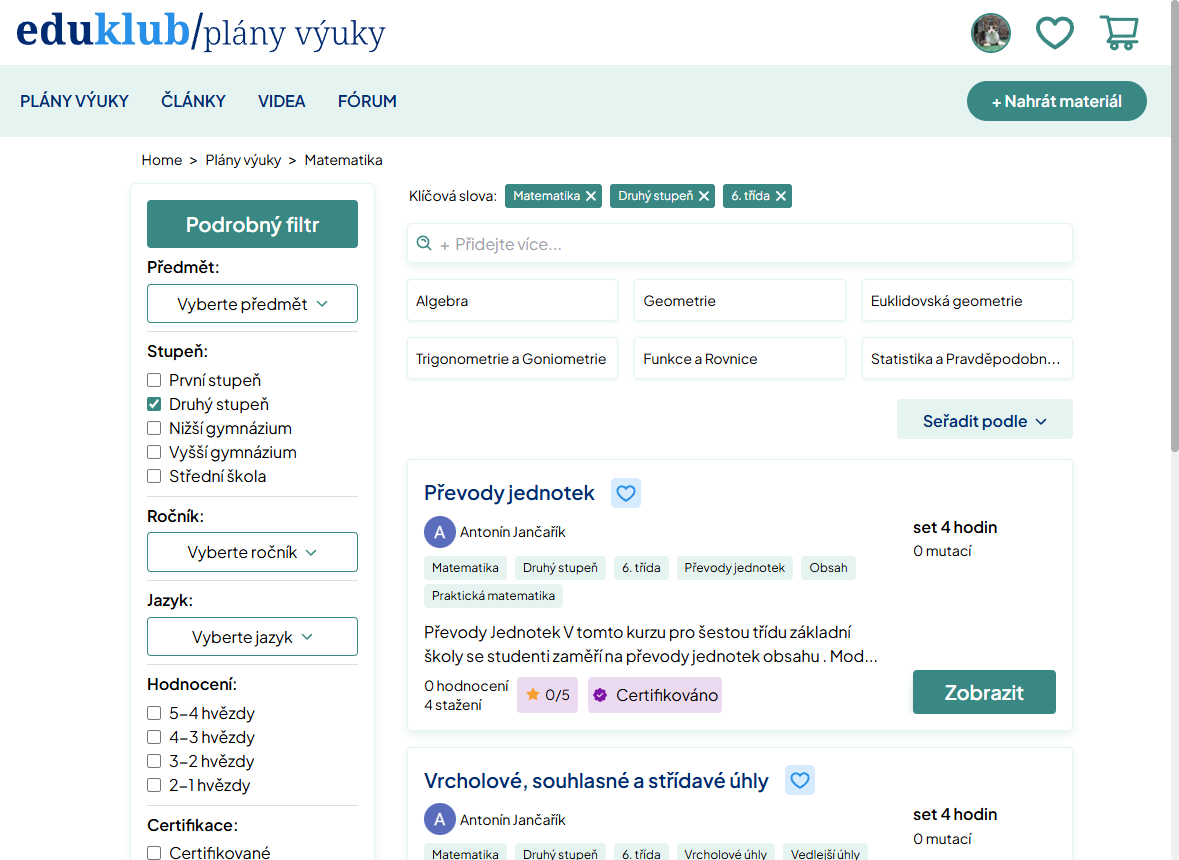 eduklub/plány výuky
PLÁNY VÝUKY ČLÁNKY VIDEA FÓRUM + Nahrát materiál
Home > Plány výuky > Matematika
Podrobný filtr
Předmět:
Vyberte předmět
Stupeň:
První stupeň
Druhý stupeň
Nižší gymnázium
Vyšší gymnázium
Střední škola
Ročník:
Vyberte ročník
Jazyk:
Vyberte jazyk
Hodnocení:
5-4 hvězdy
4-3 hvězdy
3-2 hvězdy
2-1 hvězdy
Certifikace:
Certifikované
Klíčová slova: Matematika Druhý stupeň 6. třída
+ Přidejte více...
Algebra Geometrie Euklidovská geometrie
Trigonometrie a Goniometrie Funkce a Rovnice Statistika a Pravděpodobn...
Seřadit podle
Převody jednotek
A Antonín Jančařík
set 4 hodin
0 mutací
Matematika Druhý stupeň 6. třída Převody jednotek Obsah
Praktická matematika
Převody Jednotek V tomto kurzu pro šestou třídu základní
školy se studenti zaměří na převody jednotek obsahu . Mod...
0 hodnocení
4 stažení
0/5 Certifikováno
Zobrazit
Vrcholové, souhlasné a střídavé úhly
A Antonín Jančařík
set 4 hodin
0 mutací
Matematika Druhý stupeň 6. třída Vrcholové úhly Vedlejší úhly